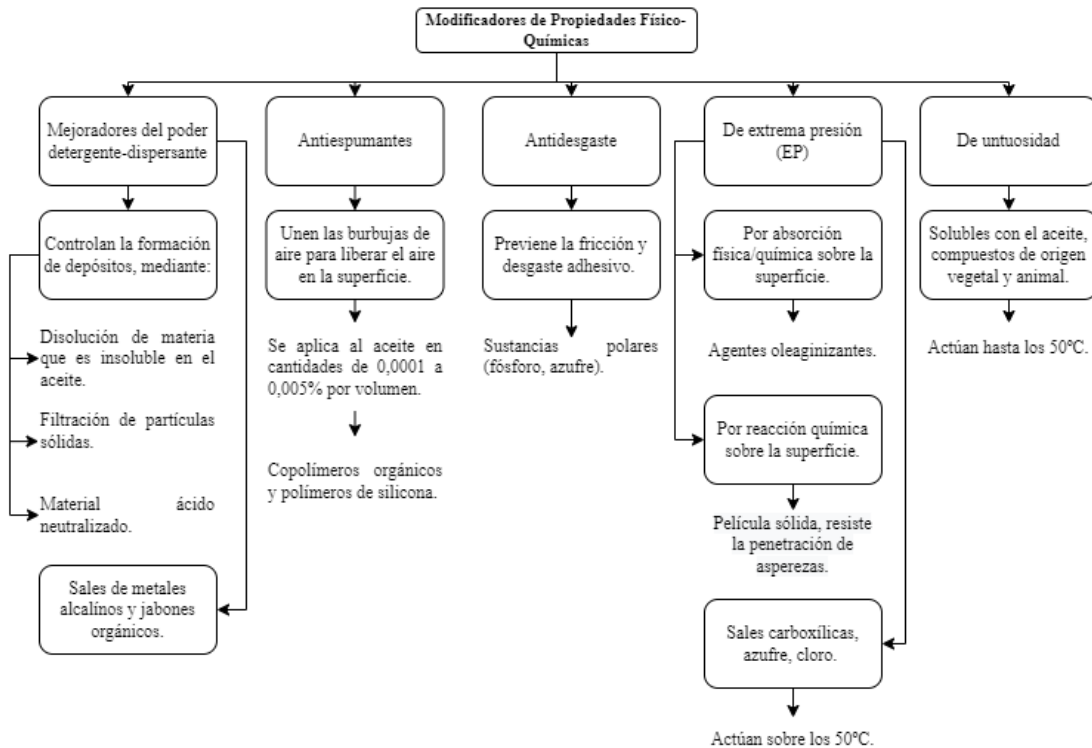 Modificadores de Propiedades Físico-
Químicas
Mejoradores del poder
detergente-dispersante
Controlan la formación
de depósitos, mediante:
Disolución de materia
que es insoluble en el
aceite.
Filtración de partículas
sólidas.
Material ácido
neutralizado.
Sales de metales
alcalínos y jabones
orgánicos.
Antiespumantes
Unen las burbujas de
aire para liberar el aire
en la superfície.
Se aplica al aceite en
cantidades de 0,0001 a
0,005% por volumen.
Copolímeros orgánicos
y polímeros de silicona.
Antidesgaste
Previene la fricción y
desgaste adhesivo.
Sustancias polares
(fósforo, azufre).
De extrema presión
(EP)
Por absorción
física/química sobre la
superfície.
Agentes oleaginizantes.
Por reacción química
sobre la superfície.
Película sólida, resiste
la penetración de
asperezas.
Sales carboxílicas,
azufre, cloro.
Actúan sobre los 50ºC.
De untuosidad
Solubles con el aceite,
compuestos de origen
vegetal y animal.
Actúan hasta los 50ºC.